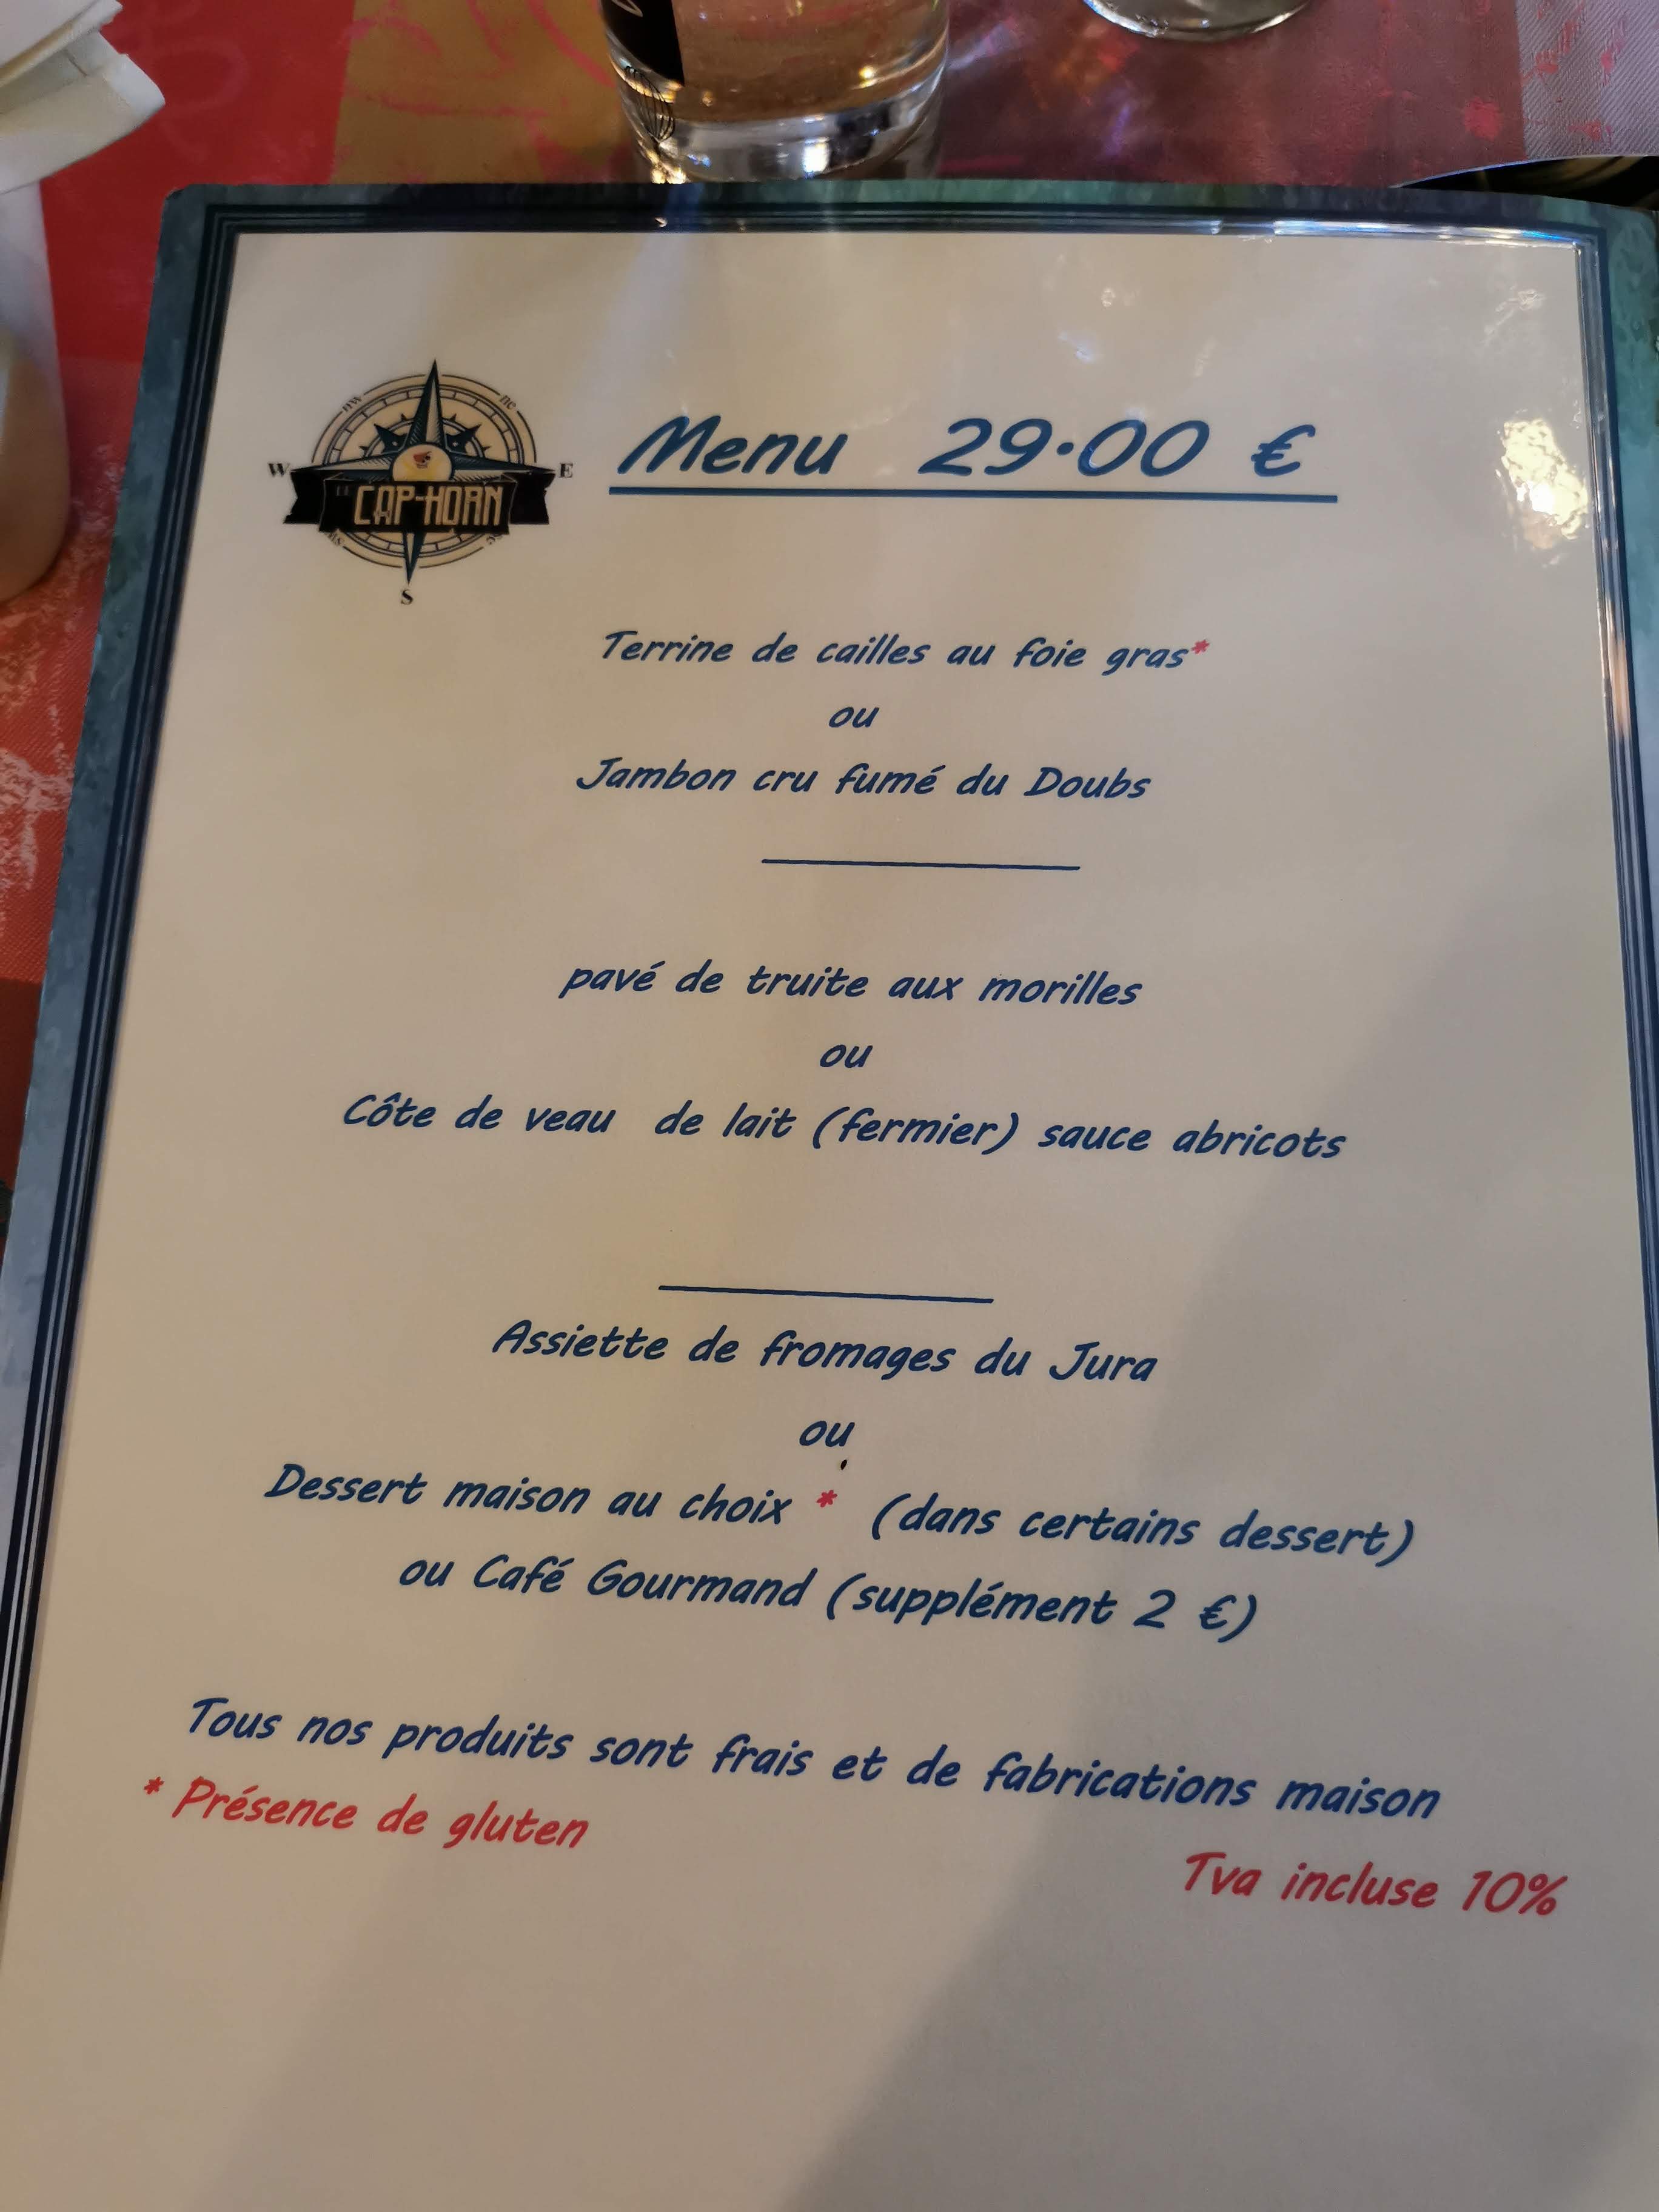 nw
ne
W
E
LE CAP-HORN
S
Menu 29.00 €
Terrine de cailles au foie gras*
ou
Jambon cru fumé du Doubs
pavé de truite aux morilles
ou
Côte de veau de lait (fermier) sauce abricots
Assiette de fromages du Jura
ou
Dessert maison au choix * (dans certains dessert)
ou Café Gourmand (supplément 2 €)
Tous nos produits sont frais et de fabrications maison
* Présence de gluten
Tva incluse 10%